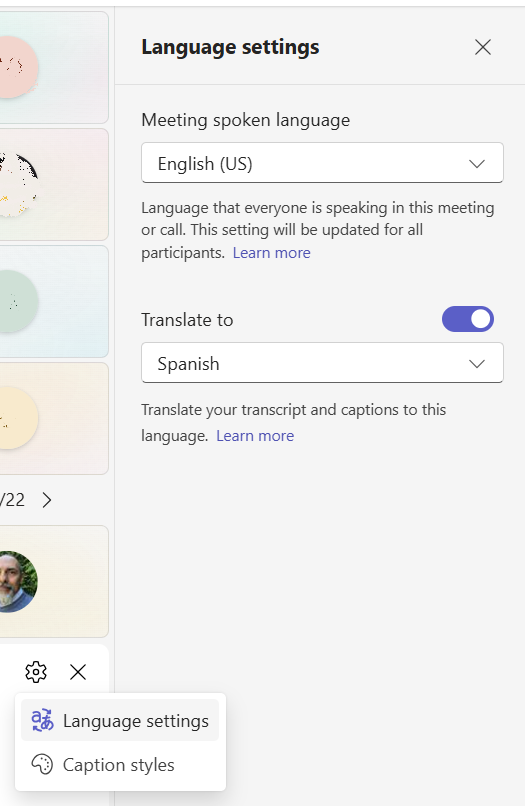 Language settings
Meeting spoken language
English (US)
Language that everyone is speaking in this meeting
or call. This setting will be updated for all
participants. Learn more
Translate to
Spanish
Translate your transcript and captions to this
language. Learn more
/22
Language settings
Caption styles